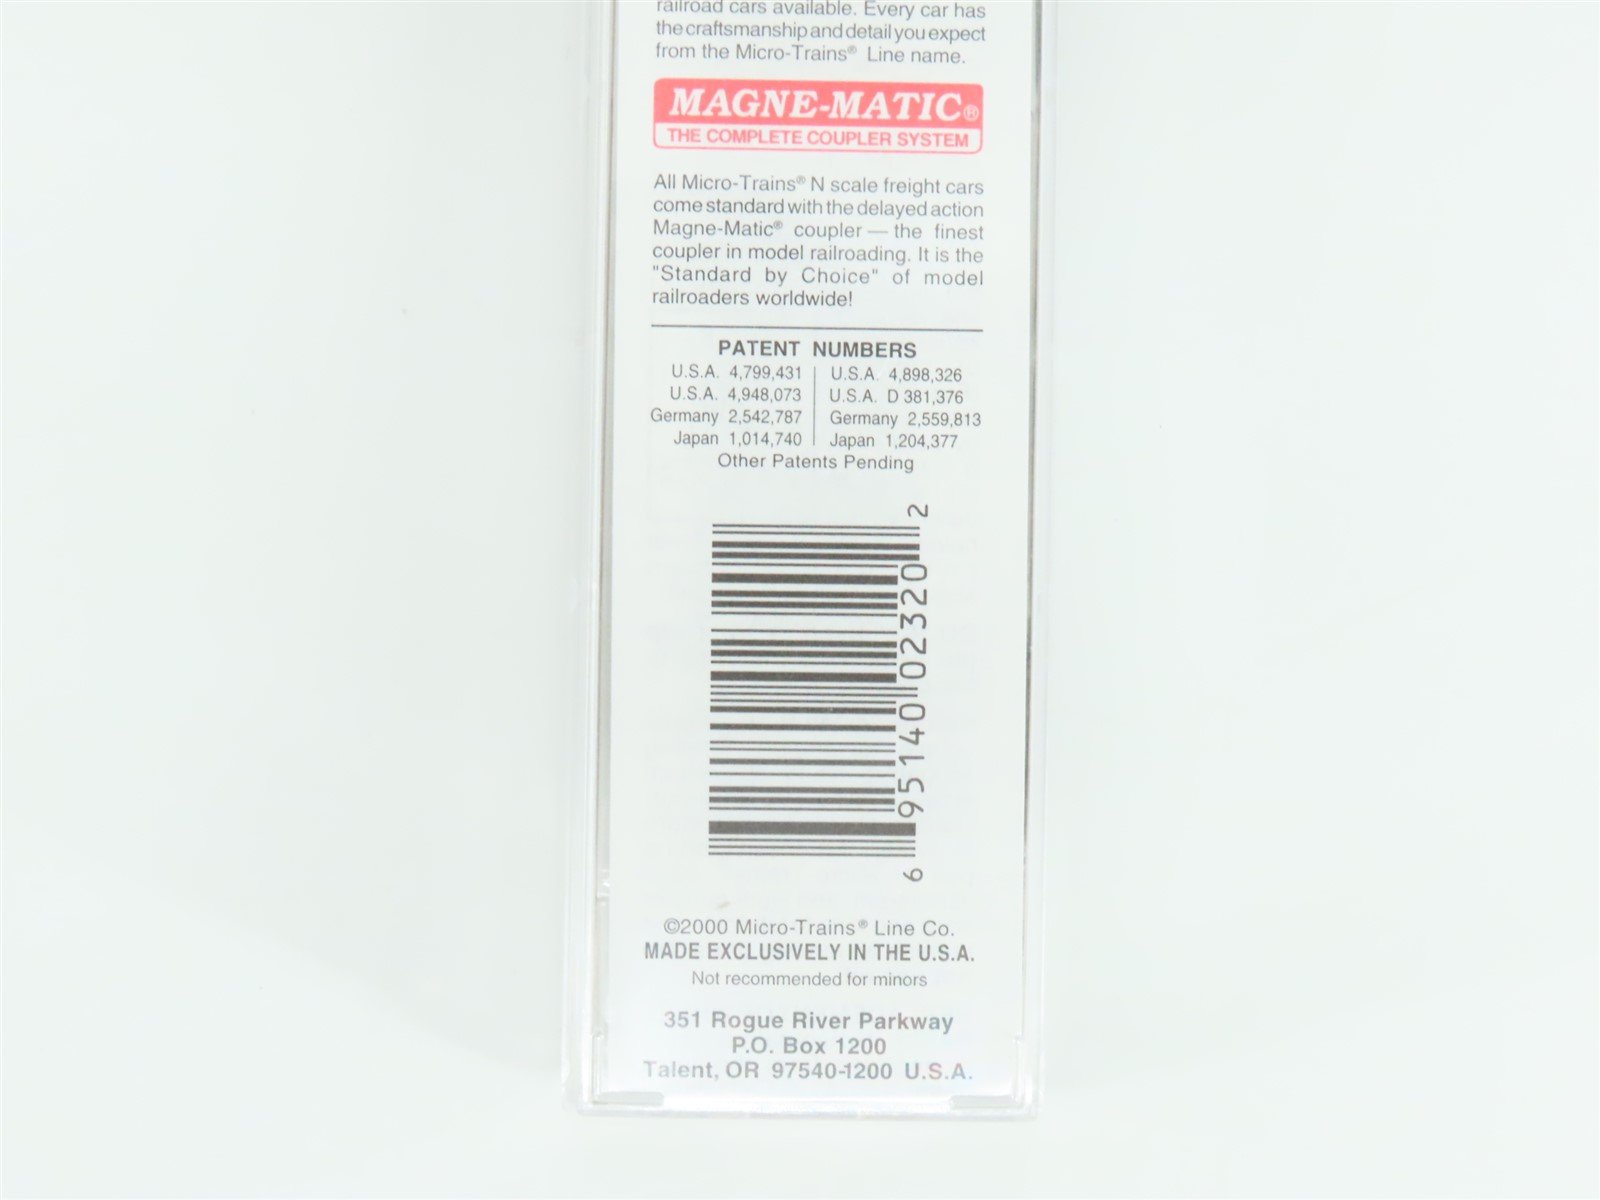 railroad cars available. Every car has
the craftsmanship and detail you expect
from the Micro-Trains® Line name.
MAGNE-MATIC®
THE COMPLETE COUPLER SYSTEM
All Micro-Trains® N scale freight cars
come standard with the delayed action
Magne-Matic® coupler — the finest
coupler in model railroading. It is the
"Standard by Choice" of model
railroaders worldwide!
PATENT NUMBERS
U.S.A. 4,799,431 | U.S.A. 4,898,326
U.S.A. 4,948,073 | U.S.A. D 381,376
Germany 2,542,787 | Germany 2,559,813
Japan 1,014,740 | Japan 1,204,377
Other Patents Pending
6 95140 02320 2
©2000 Micro-Trains® Line Co.
MADE EXCLUSIVELY IN THE U.S.A.
Not recommended for minors
351 Rogue River Parkway
P.O. Box 1200
Talent, OR 97540-1200 U.S.A.